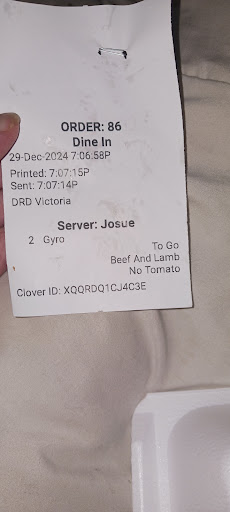 ORDER: 86
Dine In
29-Dec-2024 7:06:58P
Printed: 7:07:15P
Sent: 7:07:14P
DRD Victoria
Server: Josue
2 Gyro
To Go
Beef And Lamb
No Tomato
Clover ID: XQQRDQ1CJ4C3E